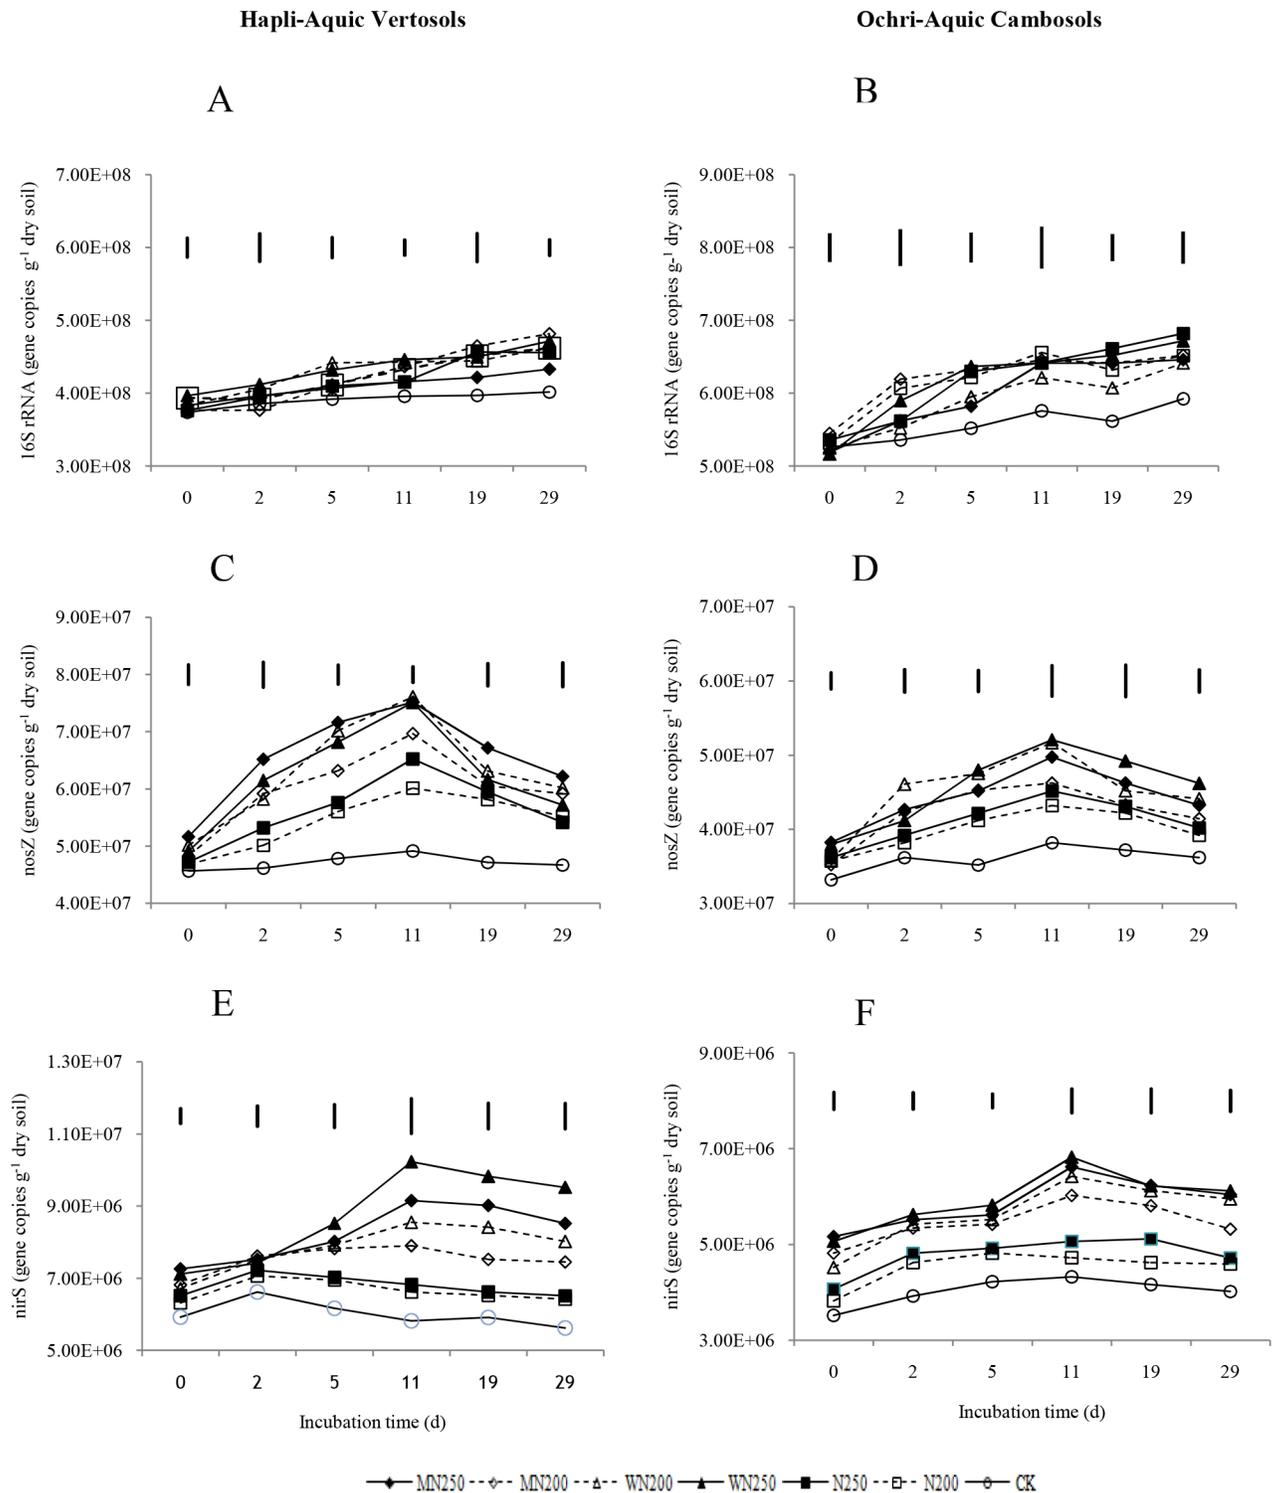 Hapli-Aquic Vertosols
Ochri-Aquic Cambosols
A
16S rRNA (gene copies g-1 dry soil)
7.00E+08
6.00E+08
5.00E+08
4.00E+08
3.00E+08
0 2 5 11 19 29
B
16S rRNA (gene copies g-1 dry soil)
9.00E+08
8.00E+08
7.00E+08
6.00E+08
5.00E+08
0 2 5 11 19 29
C
nosZ (gene copies g-1 dry soil)
9.00E+07
8.00E+07
7.00E+07
6.00E+07
5.00E+07
4.00E+07
0 2 5 11 19 29
D
nosZ (gene copies g-1 dry soil)
7.00E+07
6.00E+07
5.00E+07
4.00E+07
3.00E+07
0 2 5 11 19 29
E
nirS (gene copies g-1 dry soil)
1.30E+07
1.10E+07
9.00E+06
7.00E+06
5.00E+06
0 2 5 11 19 29
Incubation time (d)
F
nirS (gene copies g-1 dry soil)
9.00E+06
7.00E+06
5.00E+06
3.00E+06
0 2 5 11 19 29
Incubation time (d)
MN250 MN200 WN200 WN250 N250 N200 CK